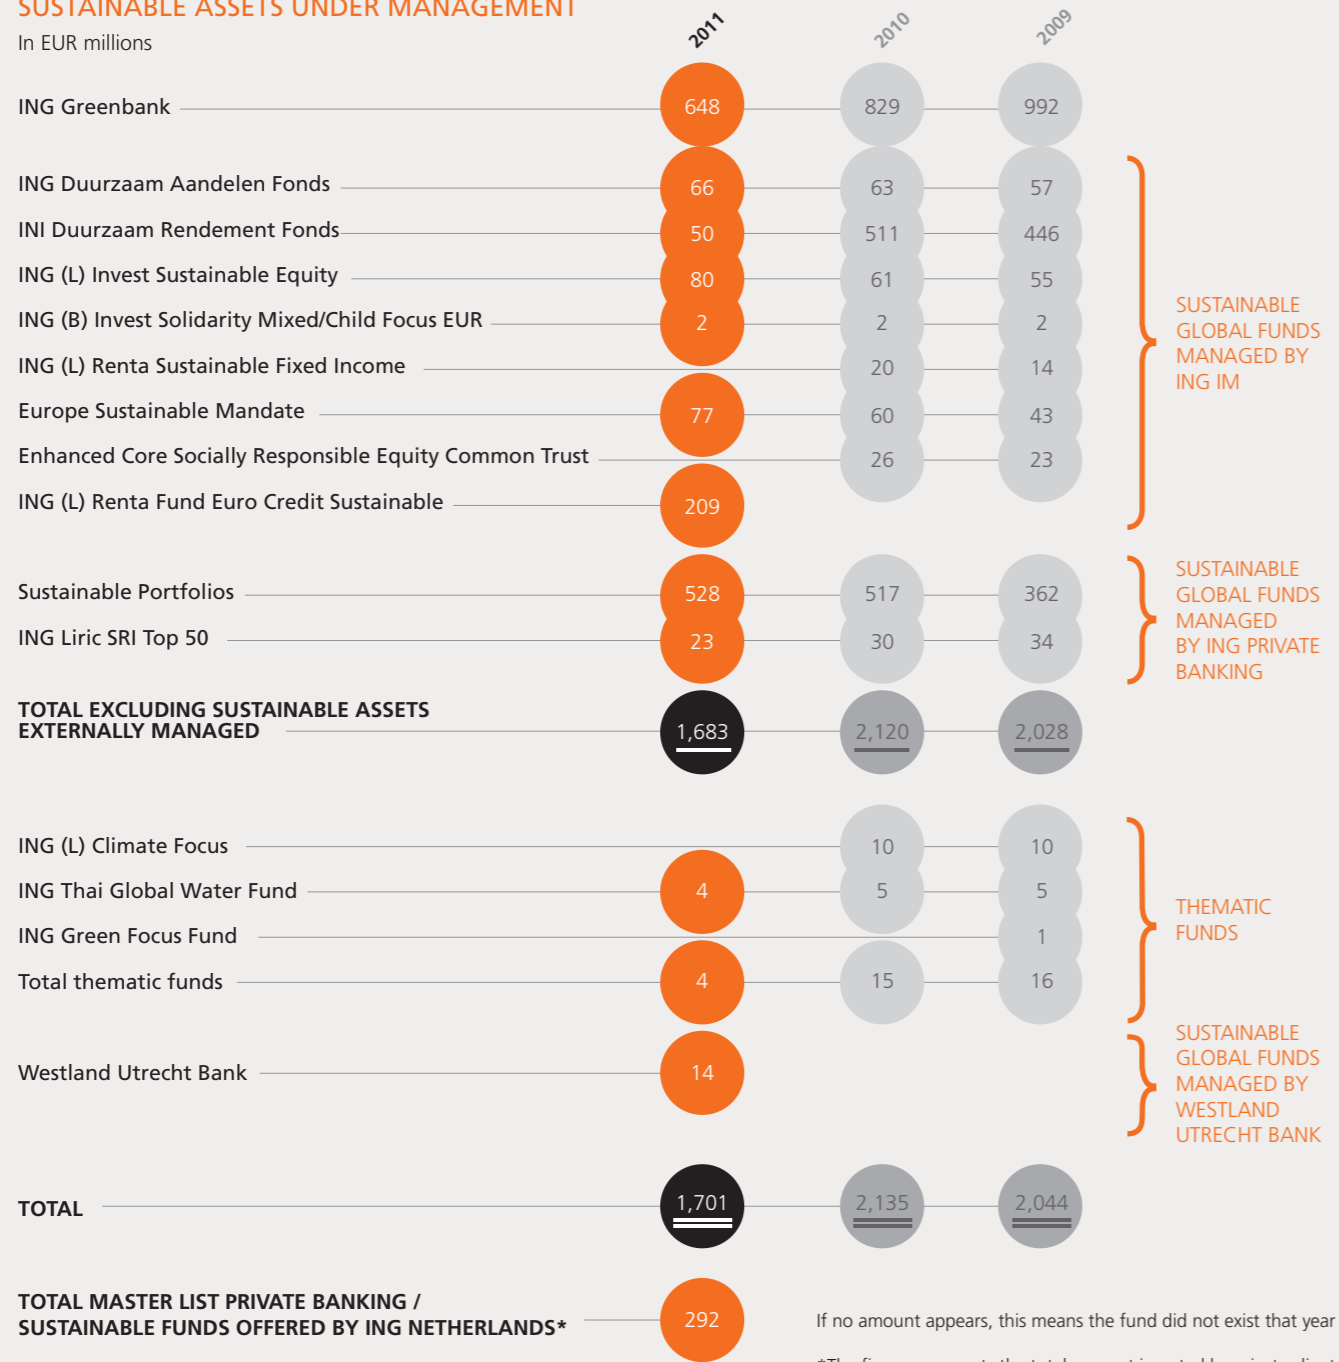 SUSTAINABLE ASSETS UNDER MANAGEMENT
In EUR millions
2011 2010 2009
ING Greenbank 648 829 992
ING Duurzaam Aandelen Fonds 66 63 57
INI Duurzaam Rendement Fonds 50 511 446
ING (L) Invest Sustainable Equity 80 61 55
ING (B) Invest Solidarity Mixed/Child Focus EUR 2 2 2
ING (L) Renta Sustainable Fixed Income 20 14
Europe Sustainable Mandate 77 60 43
Enhanced Core Socially Responsible Equity Common Trust 26 23
ING (L) Renta Fund Euro Credit Sustainable 209
SUSTAINABLE
GLOBAL FUNDS
MANAGED BY
ING IM
Sustainable Portfolios 528 517 362
ING Liric SRI Top 50 23 30 34
SUSTAINABLE
GLOBAL FUNDS
MANAGED
BY ING PRIVATE
BANKING
TOTAL EXCLUDING SUSTAINABLE ASSETS
EXTERNALLY MANAGED 1,683 2,120 2,028
ING (L) Climate Focus 10 10
ING Thai Global Water Fund 4 5 5
ING Green Focus Fund 1
Total thematic funds 4 15 16
THEMATIC
FUNDS
Westland Utrecht Bank 14
SUSTAINABLE
GLOBAL FUNDS
MANAGED BY
WESTLAND
UTRECHT BANK
TOTAL 1,701 2,135 2,044
TOTAL MASTER LIST PRIVATE BANKING /
SUSTAINABLE FUNDS OFFERED BY ING NETHERLANDS* 292
If no amount appears, this means the fund did not exist that year